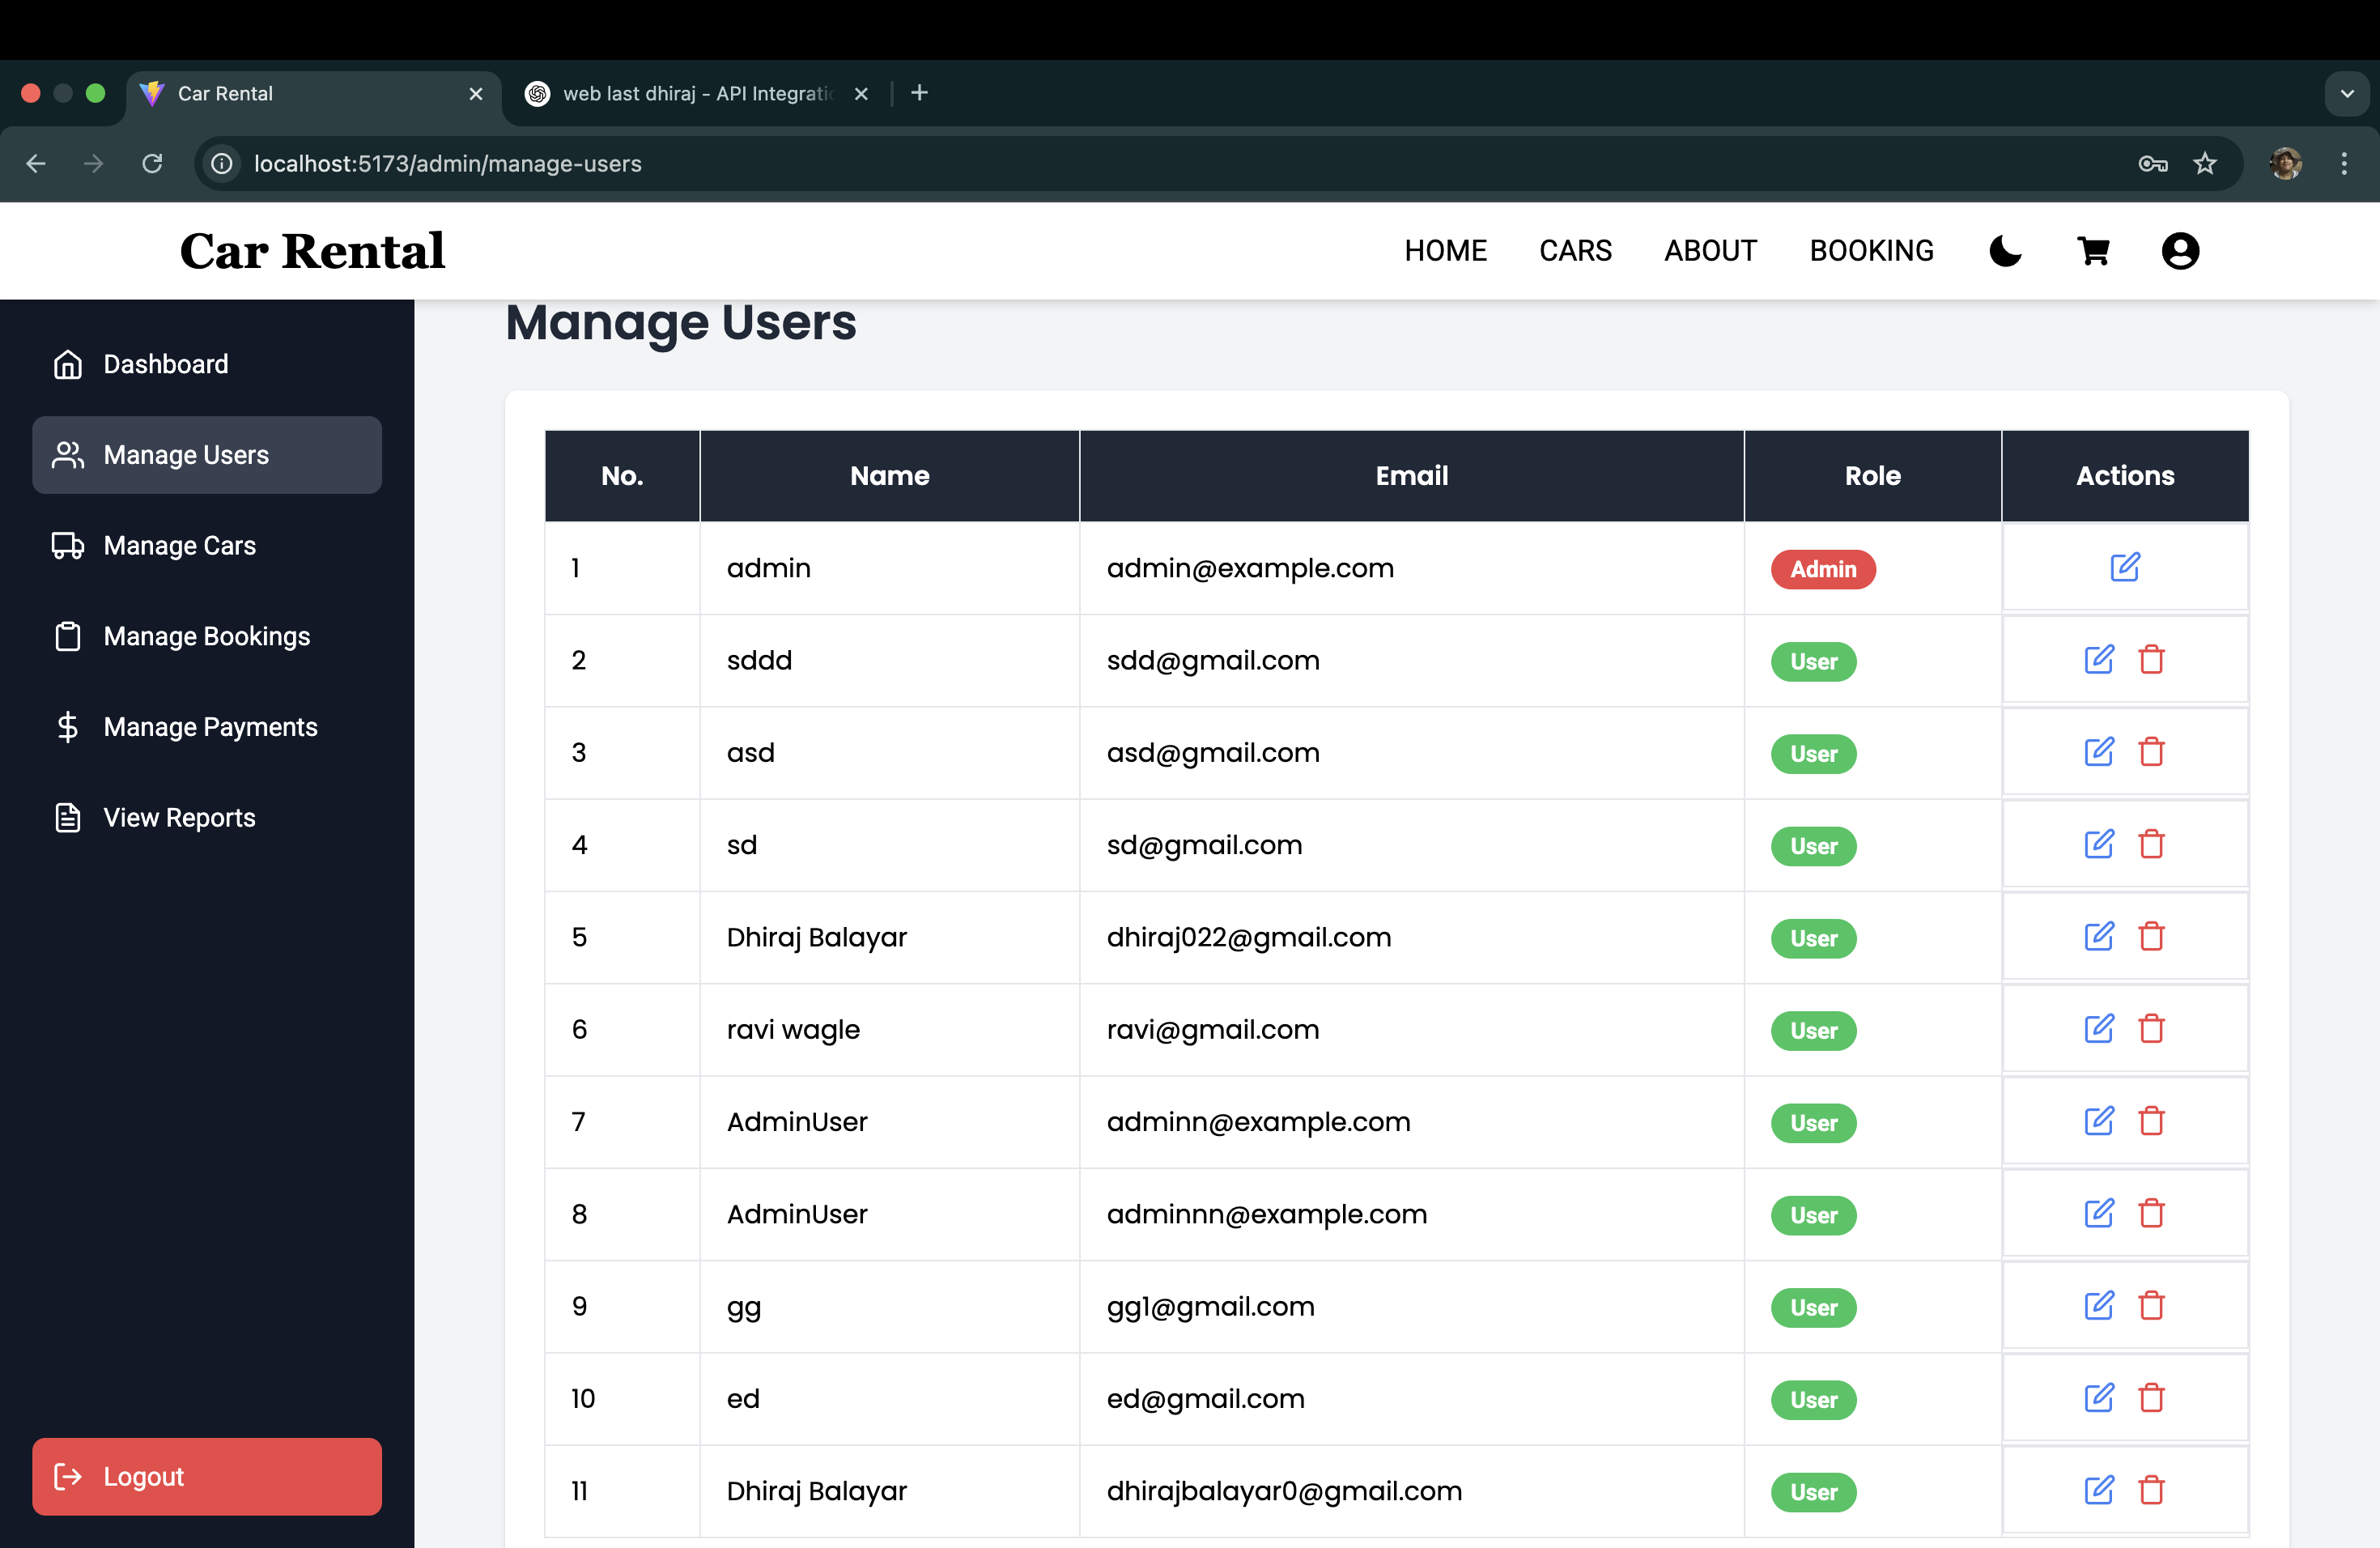 Car Rental
web last dhiraj - API Integratio
localhost:5173/admin/manage-users
Car Rental
HOME CARS ABOUT BOOKING
Manage Users
Dashboard
Manage Users
Manage Cars
Manage Bookings
Manage Payments
View Reports
Logout
No. Name Email Role Actions
1 admin admin@example.com Admin
2 sddd sdd@gmail.com User
3 asd asd@gmail.com User
4 sd sd@gmail.com User
5 Dhiraj Balayar dhiraj022@gmail.com User
6 ravi wagle ravi@gmail.com User
7 AdminUser adminn@example.com User
8 AdminUser adminnn@example.com User
9 gg gg1@gmail.com User
10 ed ed@gmail.com User
11 Dhiraj Balayar dhirajbalayar0@gmail.com User